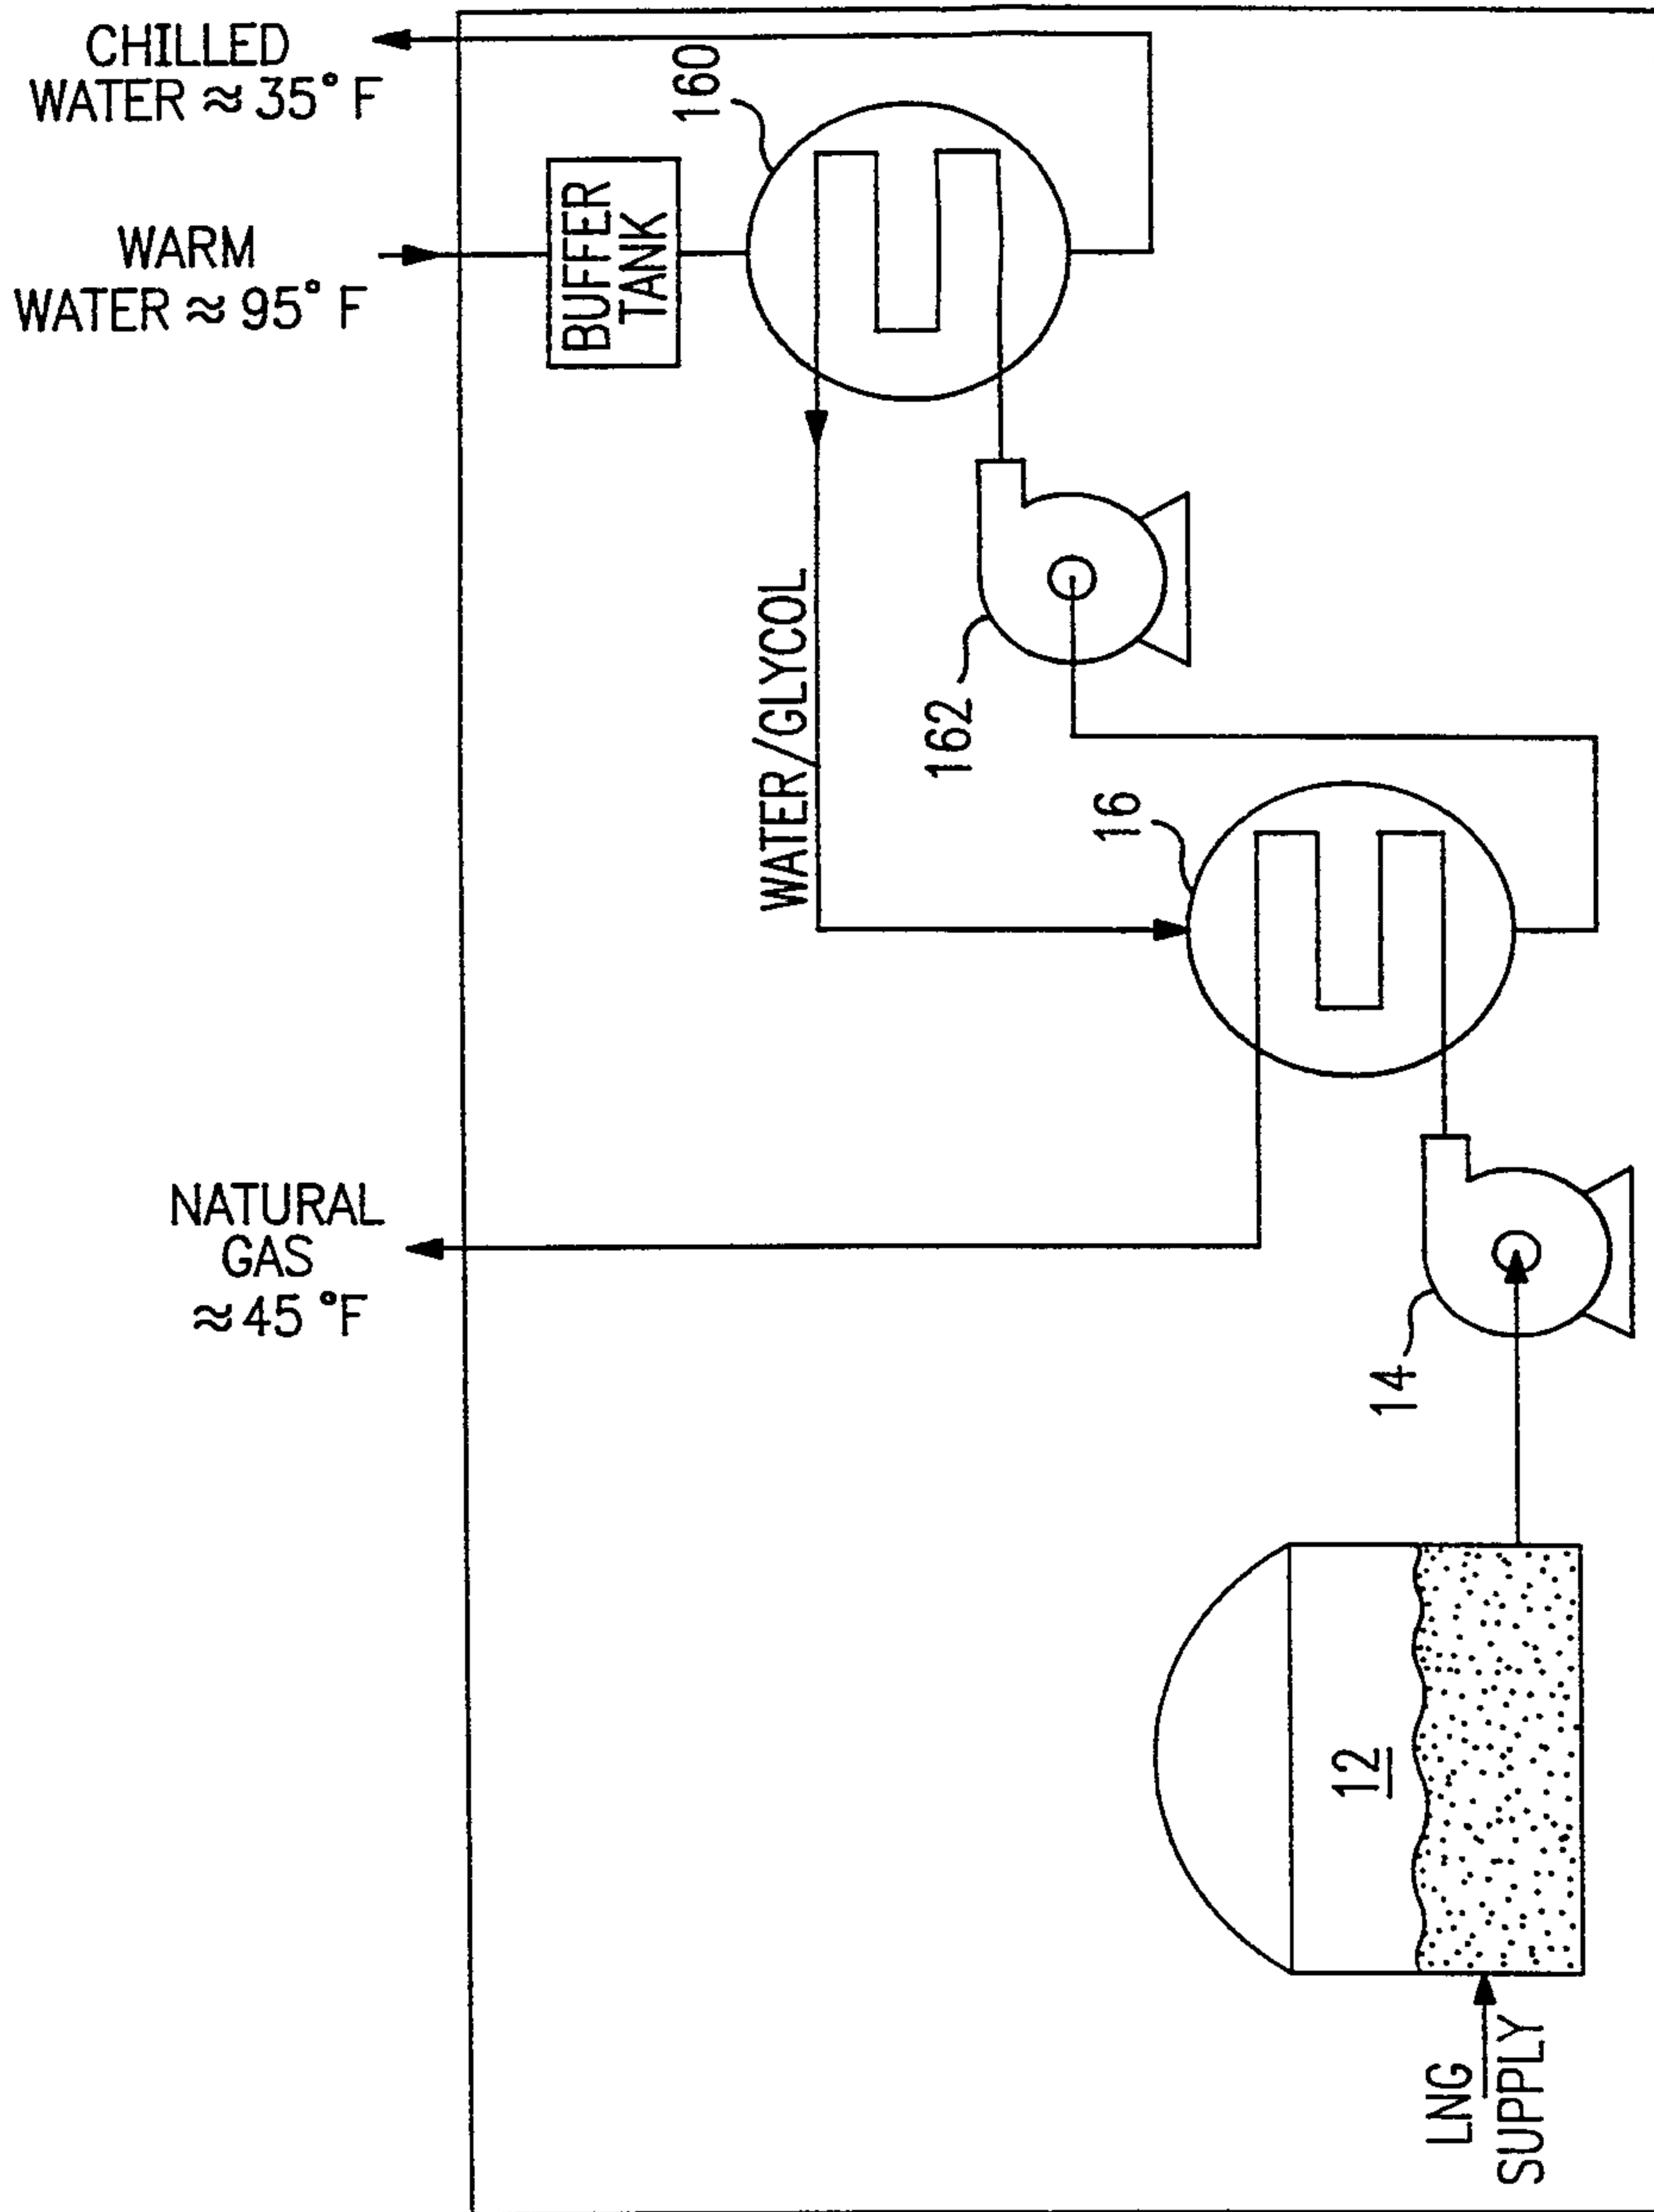 CHILLED
WATER ≈ 35° F
WARM
WATER ≈ 95° F
BUFFER
TANK
160
WATER/GLYCOL
162
16
NATURAL
GAS
≈ 45 °F
14
12
LNG
SUPPLY